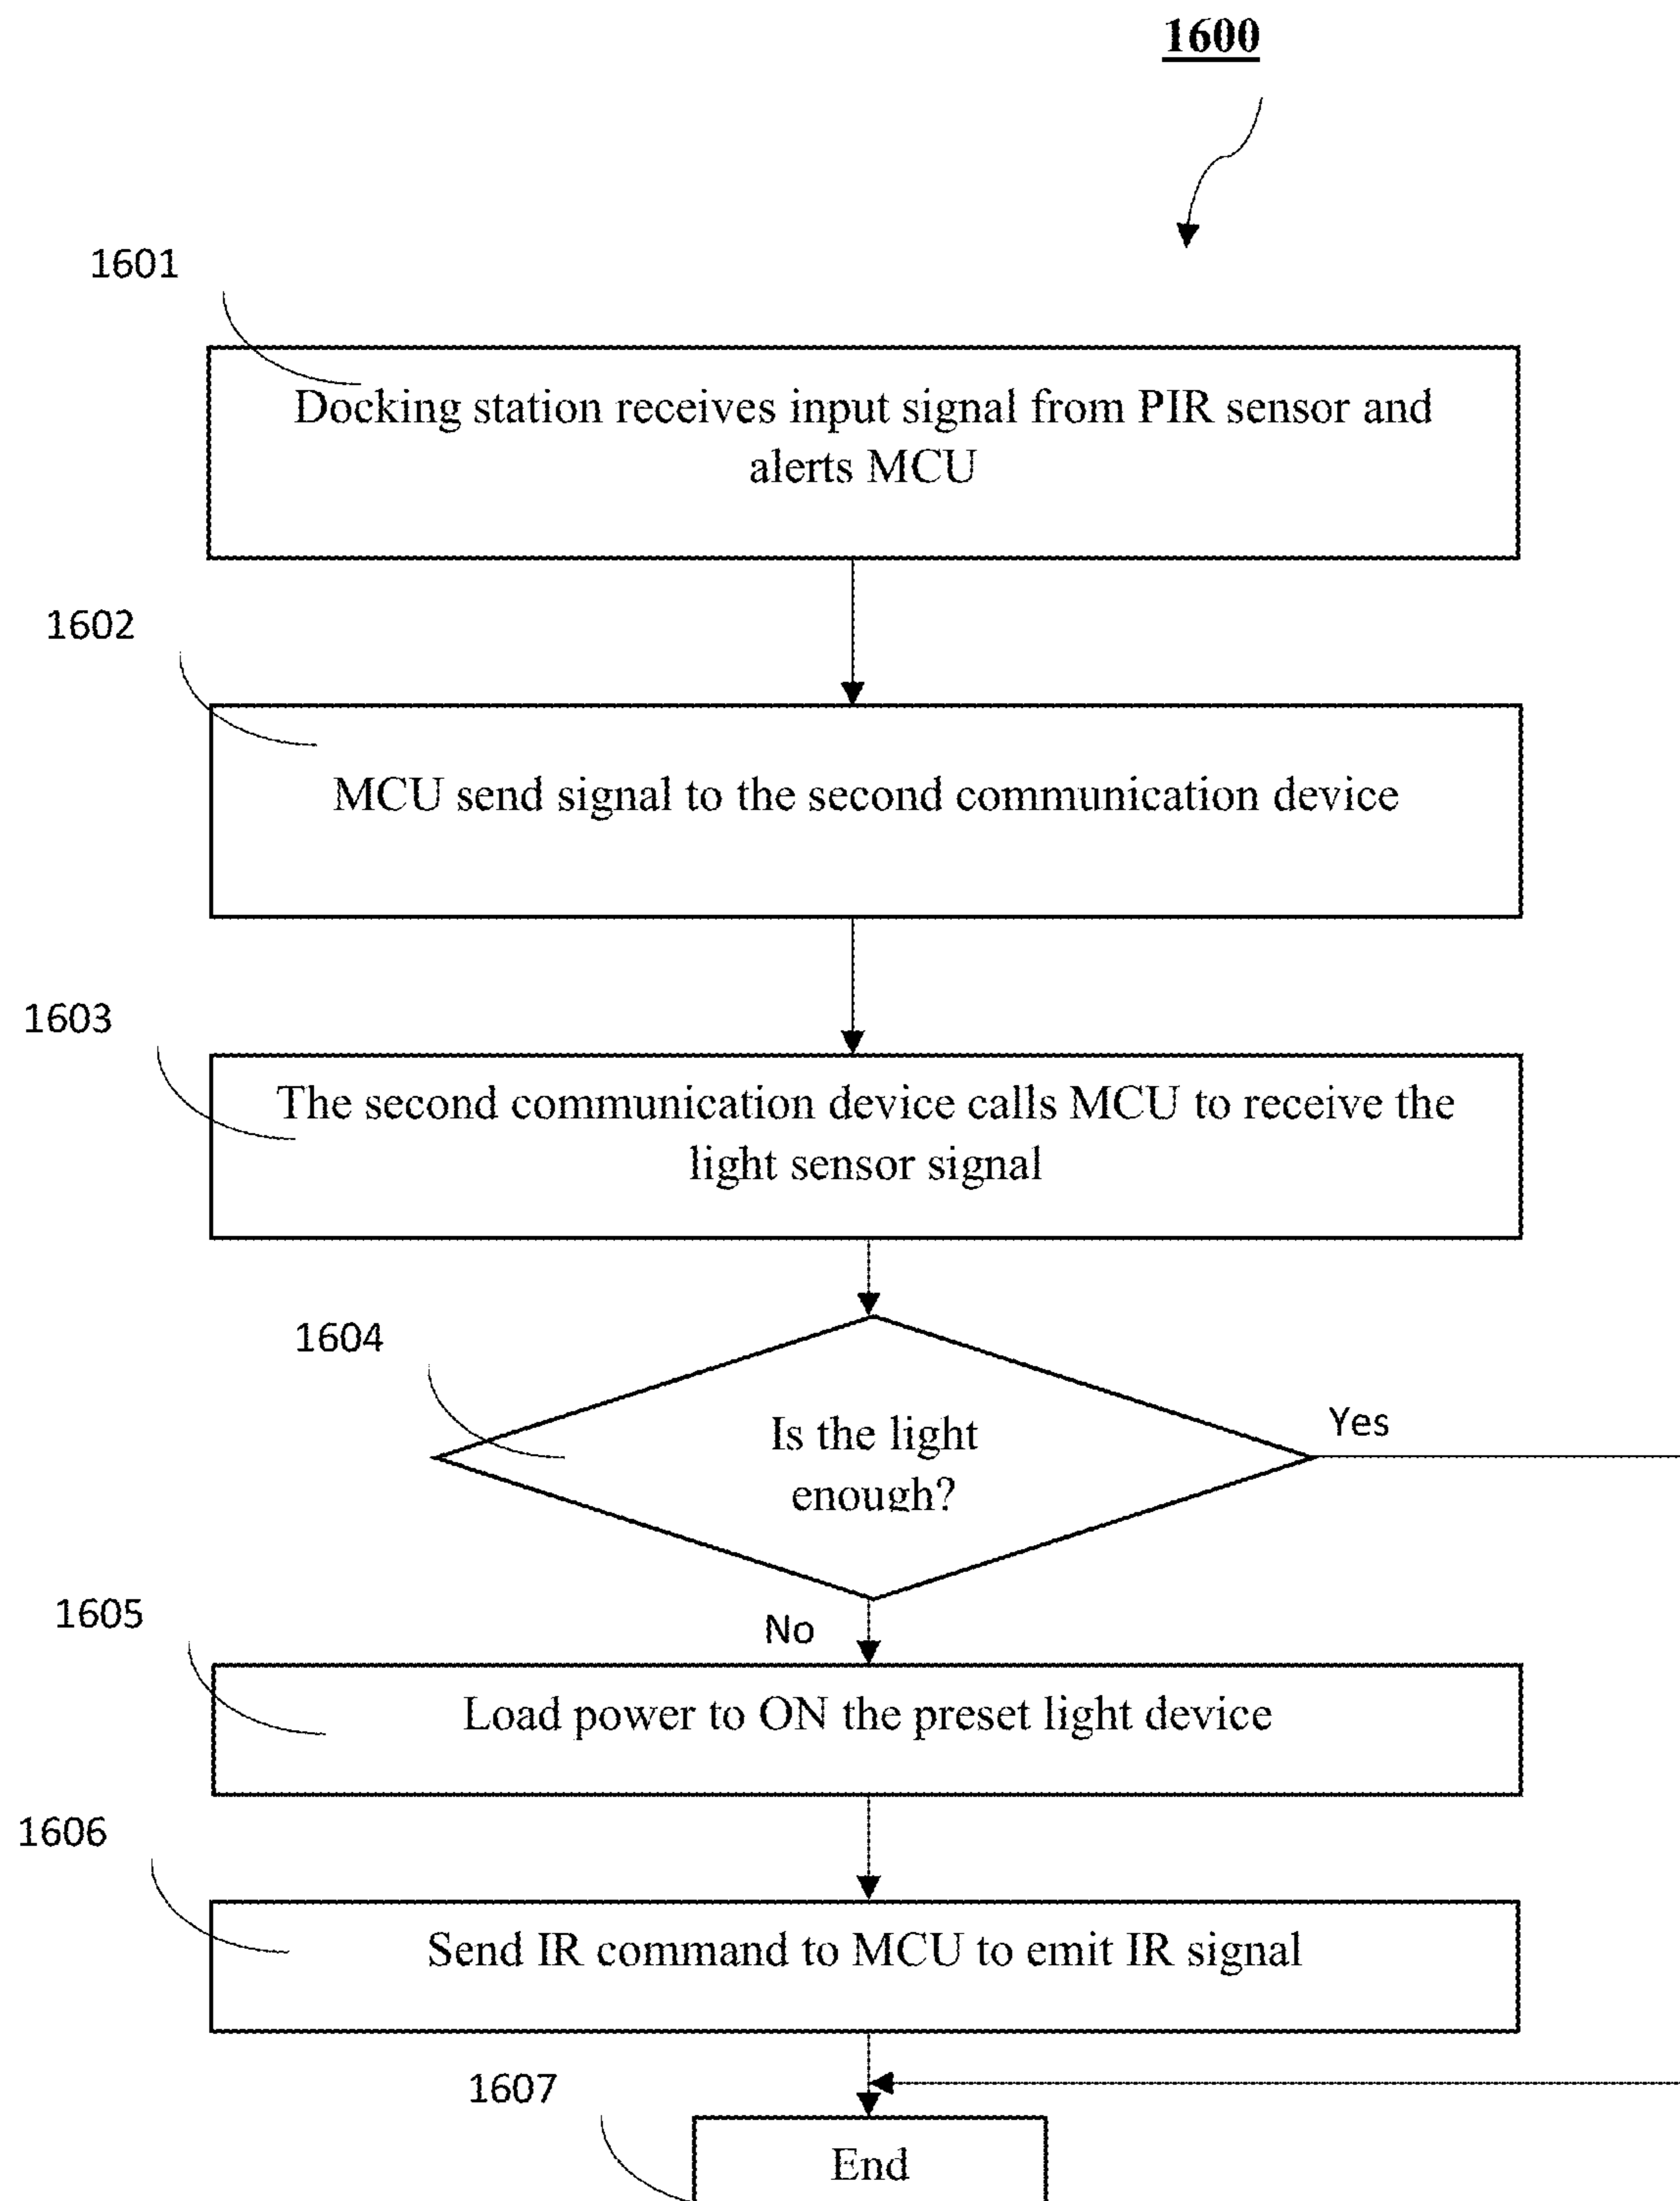 1600
1601
Docking station receives input signal from PIR sensor and
alerts MCU
1602
MCU send signal to the second communication device
1603
The second communication device calls MCU to receive the
light sensor signal
1604
Is the light
enough?
Yes
No
1605
Load power to ON the preset light device
1606
Send IR command to MCU to emit IR signal
1607
End